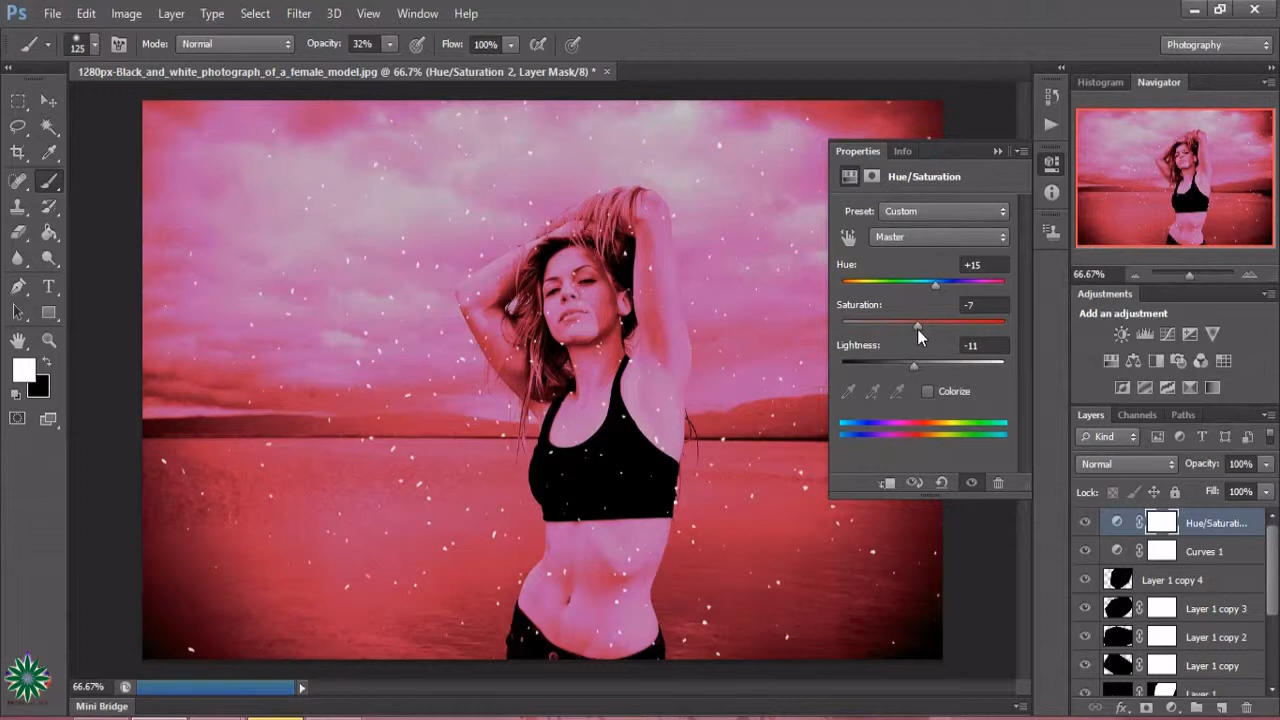 Ps File Edit Image Layer Type Select Filter 3D View Window Help
125 Mode: Normal Opacity: 32% Flow: 100% Photography
1280px-Black_and_white_photograph_of_a_female_model.jpg @ 66.7% (Hue/Saturation 2, Layer Mask/8) * ×
Histogram Navigator
Properties Info
Hue/Saturation
Preset: Custom
Master
Hue: +15
66.67%
Adjustments
Saturation: -7
Add an adjustment
Lightness: -11
Colorize
Layers Channels Paths
Kind
Normal Opacity: 100%
Lock: Fill: 100%
Hue/Saturati...
Curves 1
Layer 1 copy 4
Layer 1 copy 3
Layer 1 copy 2
Layer 1 copy
Layer 1
66.67%
Mini Bridge